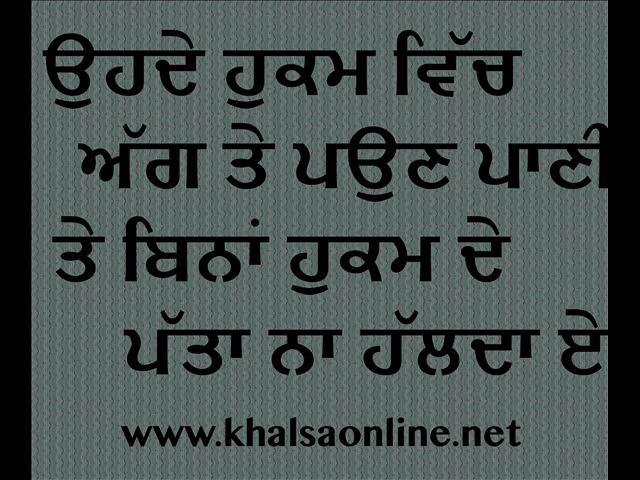 ਉਹਦੇ ਹੁਕਮ ਵਿੱਚ
ਅੱਗ ਤੇ ਪਉਣ ਪਾਣੀ
ਤੇ ਬਿਨਾਂ ਹੁਕਮ ਦੇ
ਪੱਤਾ ਨਾ ਹੱਲਦਾ ਏ
www.khalsaonline.net